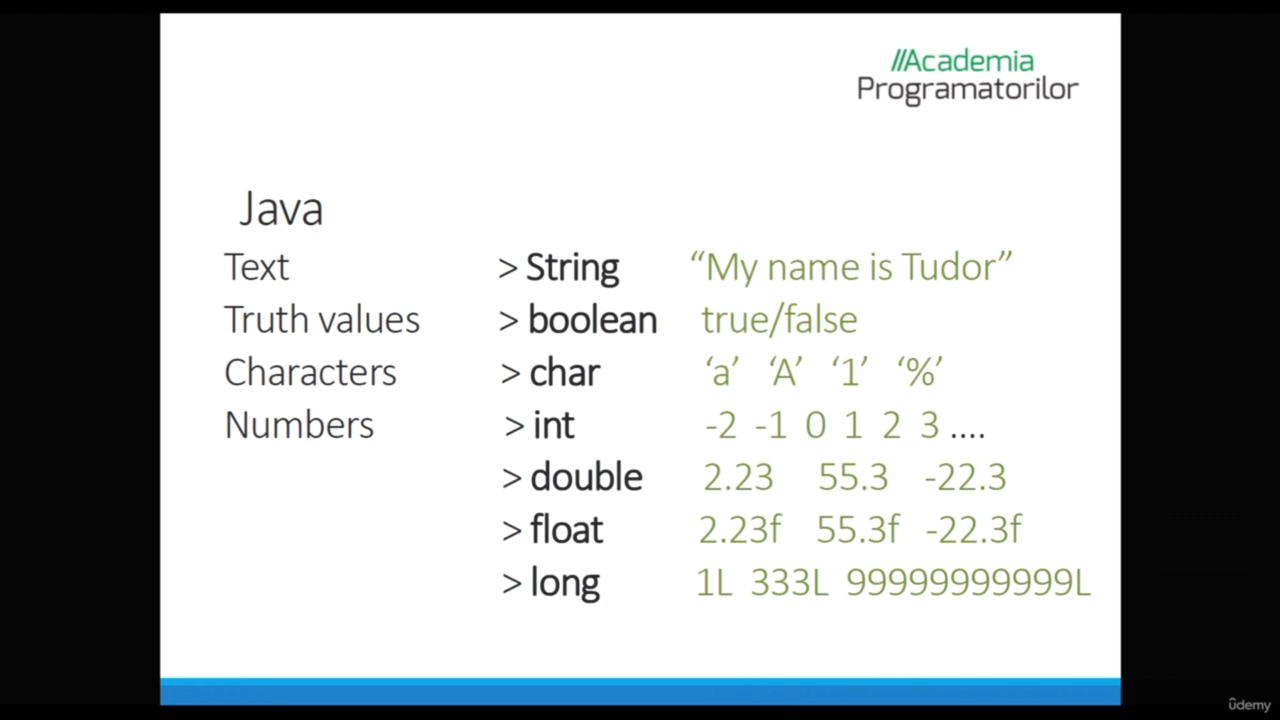 //Academia
Programatorilor
Java
Text > String “My name is Tudor”
Truth values > boolean true/false
Characters > char ‘a’ ‘A’ ‘1’ ‘%’
Numbers > int -2 -1 0 1 2 3 ....
> double 2.23 55.3 -22.3
> float 2.23f 55.3f -22.3f
> long 1L 333L 99999999999L
ûdemy